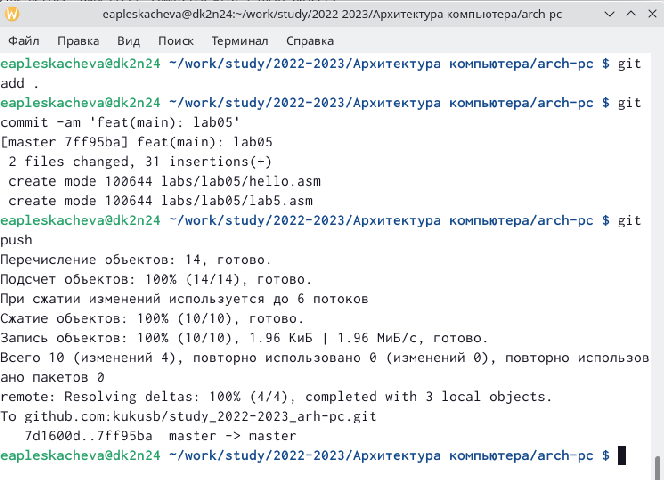 eapleskacheva@dk2n24:~/work/study/2022-2023/Архитектура компьютера/arch-pc
Файл Правка Вид Поиск Терминал Справка
eapleskacheva@dk2n24 ~/work/study/2022-2023/Архитектура компьютера/arch-pc $ git
add .
eapleskacheva@dk2n24 ~/work/study/2022-2023/Архитектура компьютера/arch-pc $ git
commit -am 'feat(main): lab05'
[master 7ff95ba] feat(main): lab05
2 files changed, 31 insertions(+)
create mode 100644 labs/lab05/hello.asm
create mode 100644 labs/lab05/lab5.asm
eapleskacheva@dk2n24 ~/work/study/2022-2023/Архитектура компьютера/arch-pc $ git
push
Перечисление объектов: 14, готово.
Подсчет объектов: 100% (14/14), готово.
При сжатии изменений используется до 6 потоков
Сжатие объектов: 100% (10/10), готово.
Запись объектов: 100% (10/10), 1.96 КиБ | 1.96 МиБ/с, готово.
Всего 10 (изменений 4), повторно использовано 0 (изменений 0), повторно использов
ано пакетов 0
remote: Resolving deltas: 100% (4/4), completed with 3 local objects.
To github.com:kukusb/study_2022-2023_arh-pc.git
7d1600d..7ff95ba master -> master
eapleskacheva@dk2n24 ~/work/study/2022-2023/Архитектура компьютера/arch-pc $